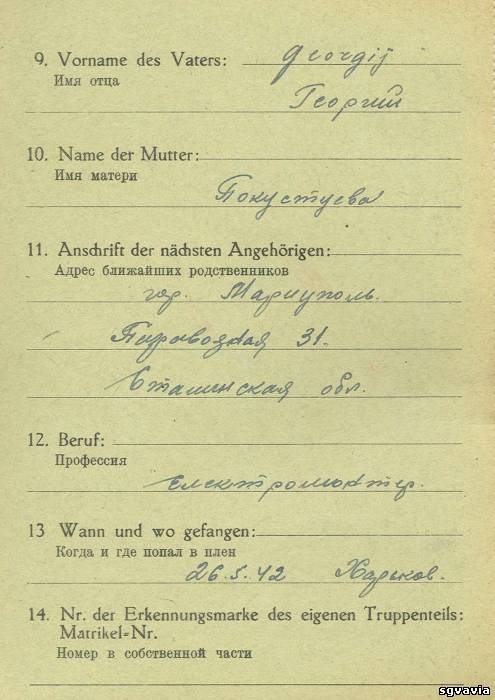 9. Vorname des Vaters: Georgij
Имя отца
Георгий
10. Name der Mutter:
Имя матери
Покустуева
11. Anschrift der nächsten Angehörigen:
Адрес ближайших родственников
гор. Мариуполь.
31.
Сталинская обл.
12. Beruf:
Профессия
Електромонтер.
13 Wann und wo gefangen:
Когда и где попал в плен
26.5.42 Харьков.
14. Nr. der Erkennungsmarke des eigenen Truppenteils:
Matrikel-Nr.
Номер в собственной части
sgvavia